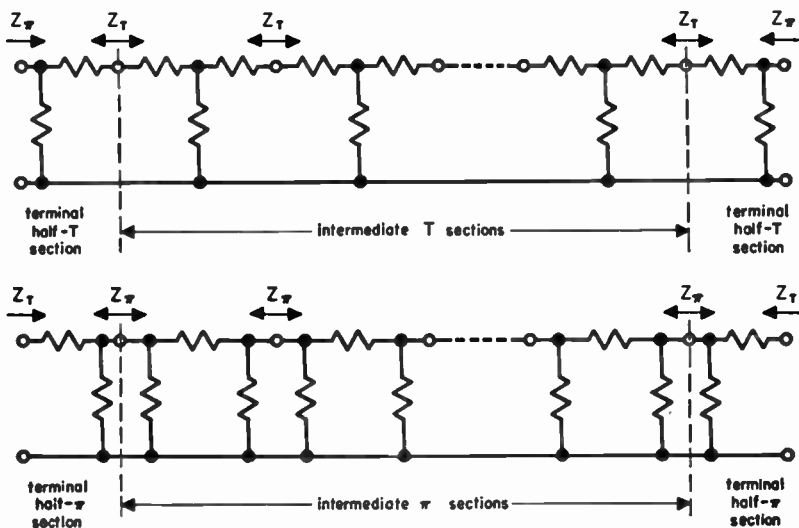 Zπ ZT ZT ZT Zπ
terminal
half-T
section
intermediate T sections
terminal
half-T
section
ZT Zπ Zπ Zπ ZT
terminal
half-π
section
intermediate π sections
terminal
half-π
section